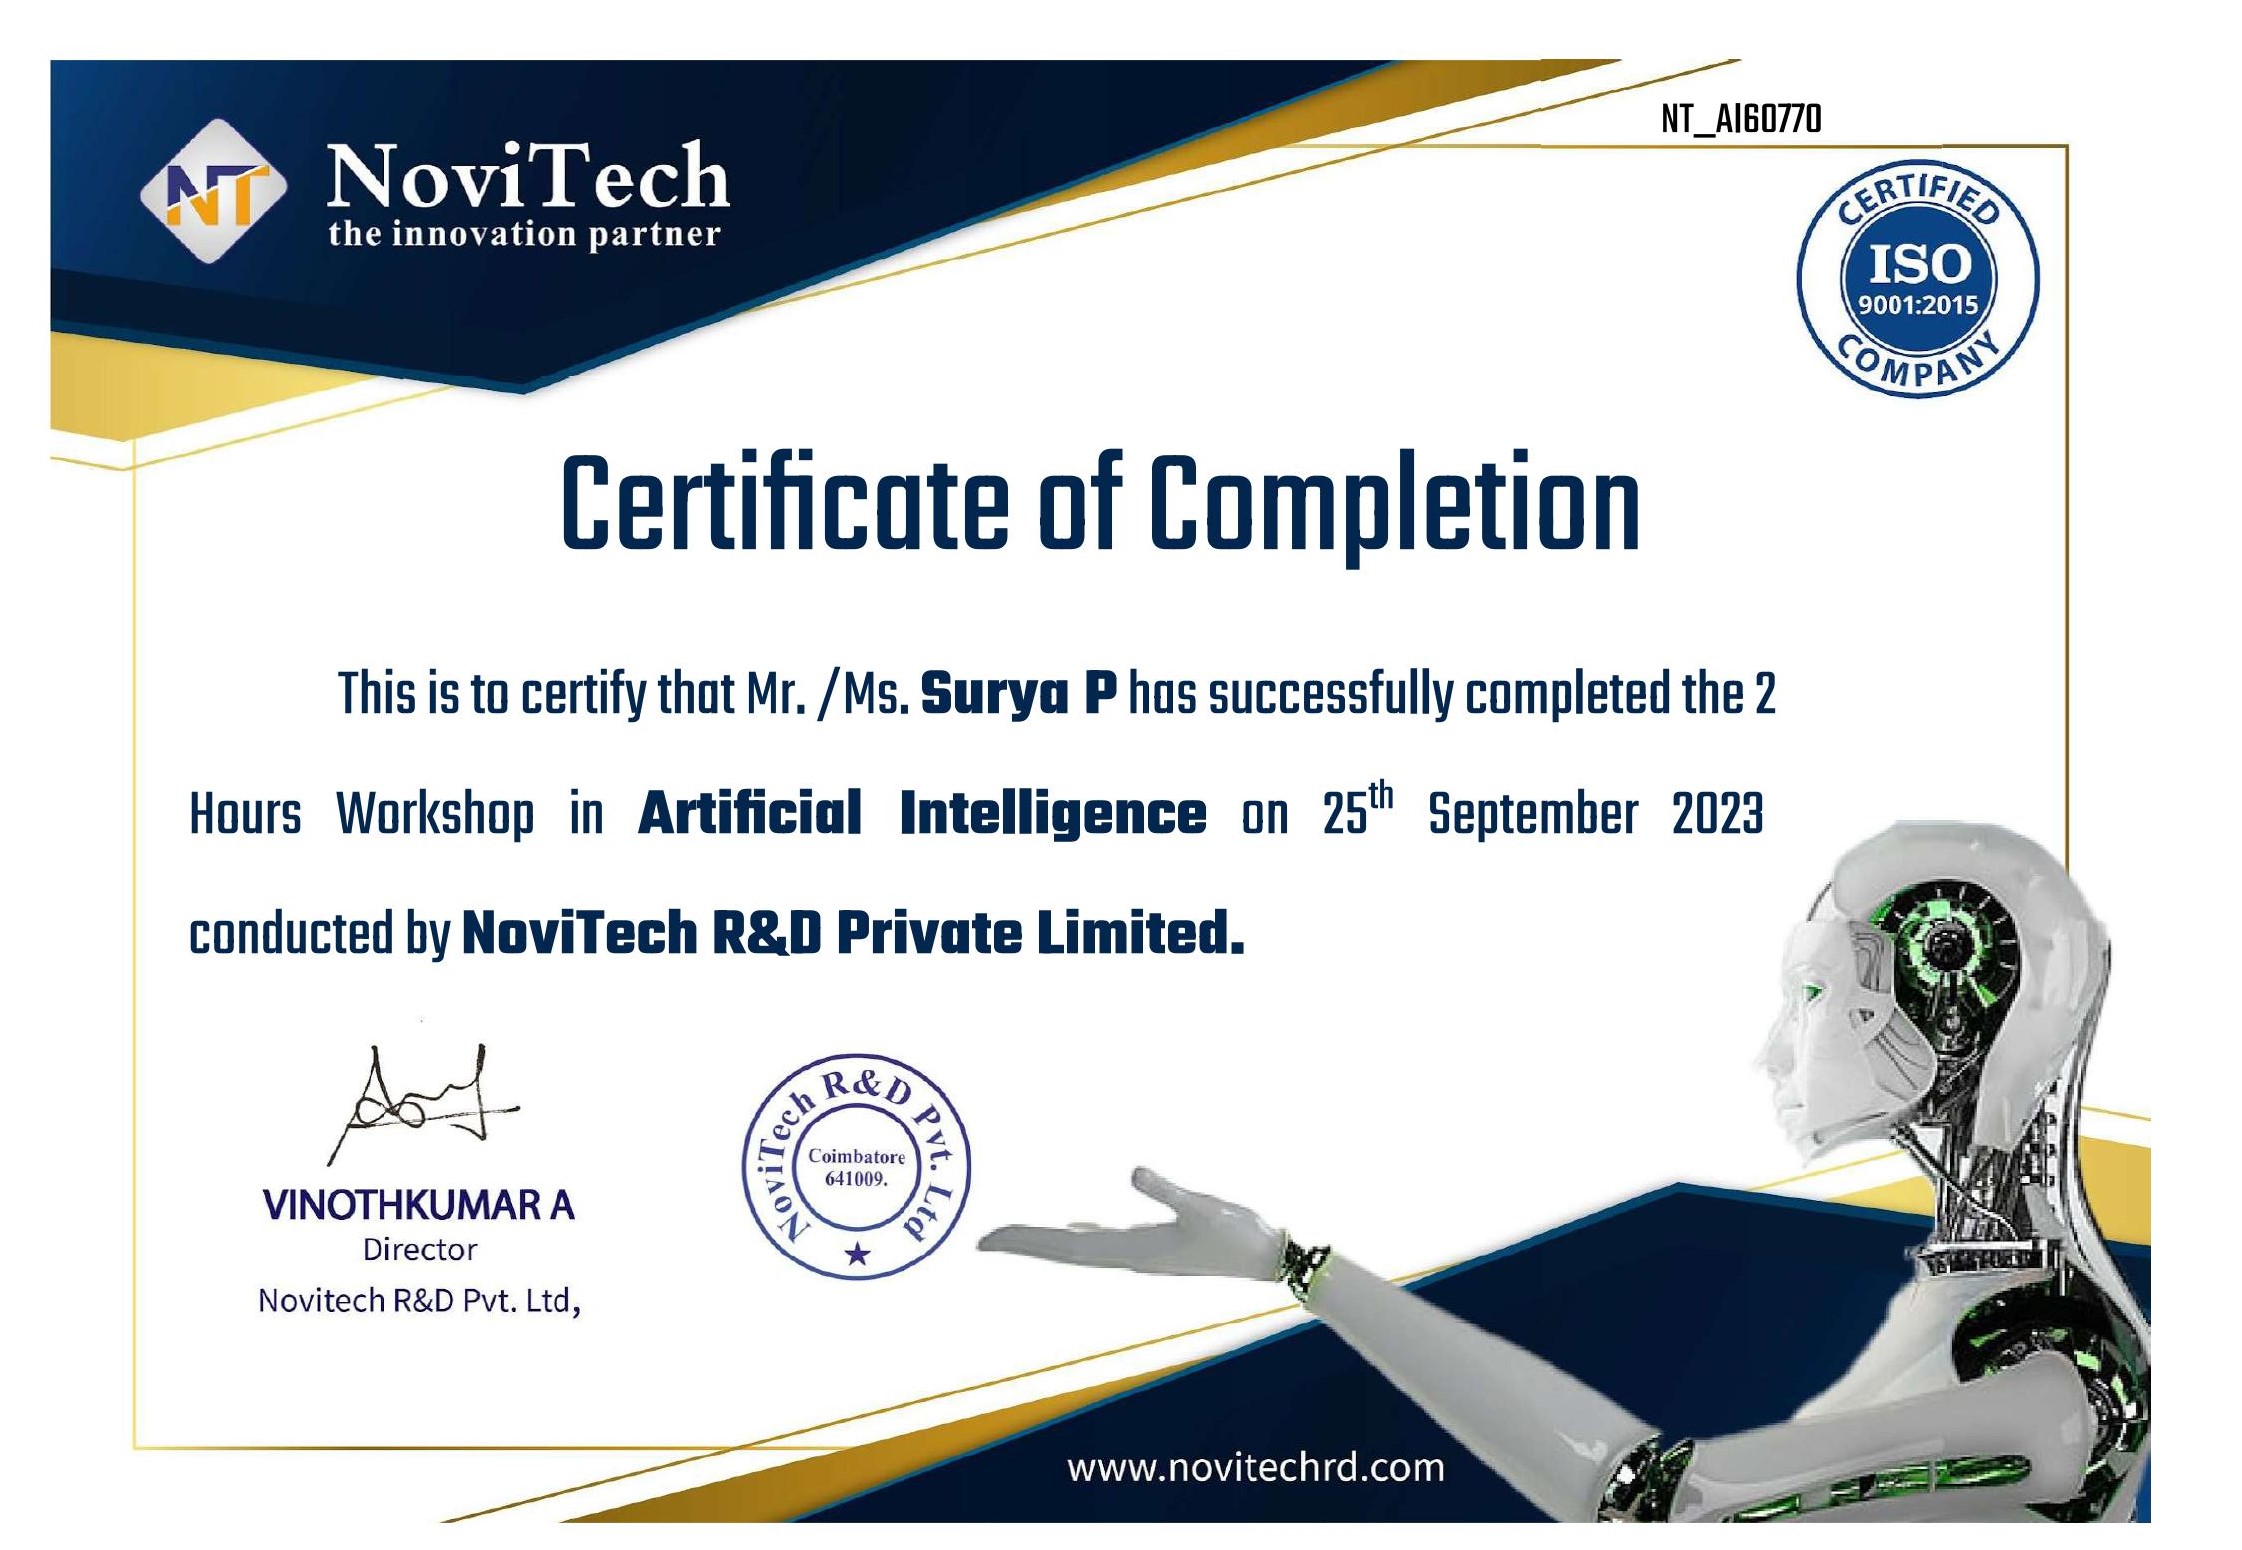 NT_AI60770
NT
NoviTech
the innovation partner
CERTIFIED
ISO
9001:2015
COMPANY
Certificate of Completion
This is to certify that Mr. /Ms. Surya P has successfully completed the 2
Hours Workshop in Artificial Intelligence on 25th September 2023
conducted by NoviTech R&D Private Limited.
VINOTHKUMAR A
Director
Novitech R&D Pvt. Ltd,
NoviTech R&D Pvt. Ltd
Coimbatore
641009.
www.novitechrd.com